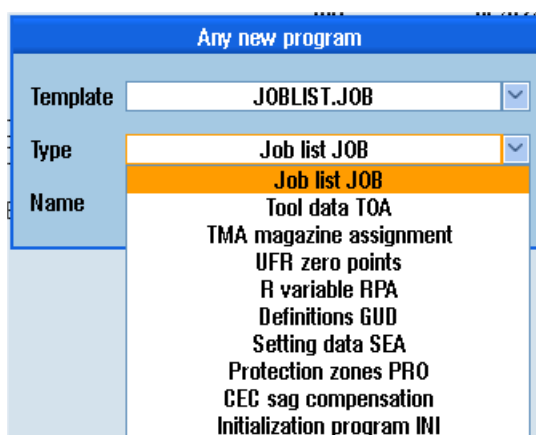 Any new program
Template JOBLIST.JOB
Type Job list JOB
Job list JOB
Name Tool data TOA
TMA magazine assignment
UFR zero points
R variable RPA
Definitions GUD
Setting data SEA
Protection zones PRO
CEC sag compensation
Initialization program INI